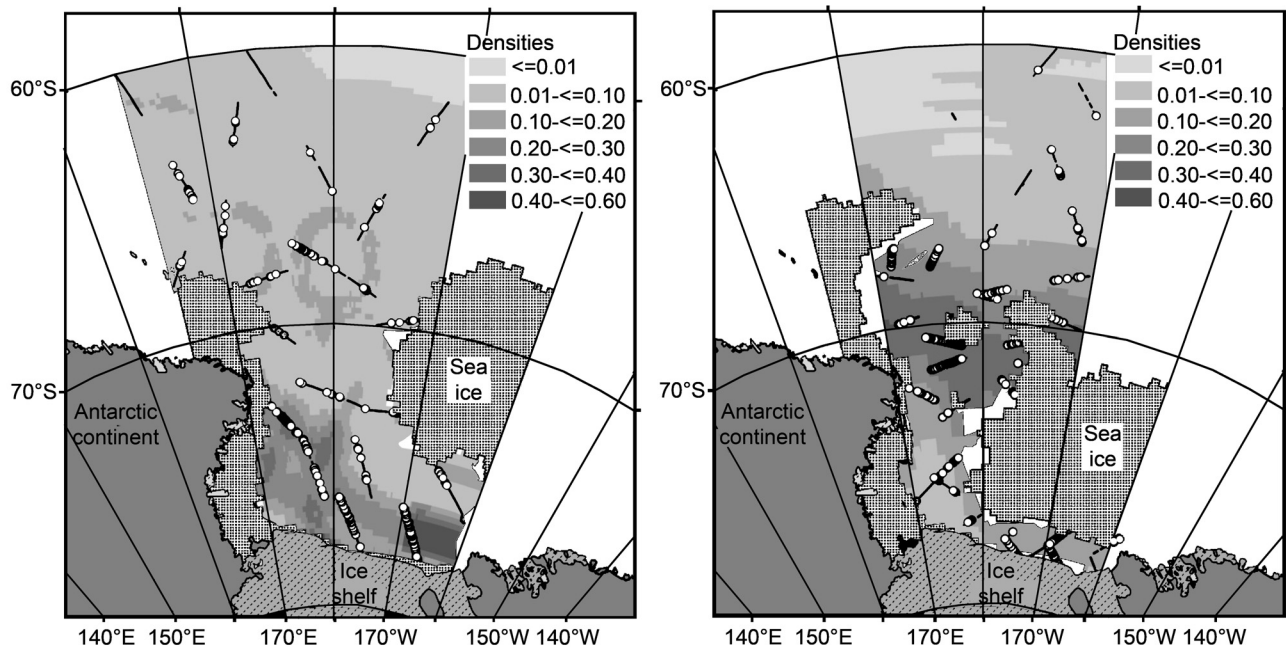 Densities
<=0.01
0.01-<=0.10
0.10-<=0.20
0.20-<=0.30
0.30-<=0.40
0.40-<=0.60
60°S
70°S
Sea
ice
Antarctic
continent
Ice
shelf
140°E 150°E 170°E 170°W 150°W
Densities
<=0.01
0.01-<=0.10
0.10-<=0.20
0.20-<=0.30
0.30-<=0.40
0.40-<=0.60
60°S
70°S
Antarctic
continent
Sea
ice
Ice
shelf
140°E 150°E 170°E 170°W 150°W 140°W